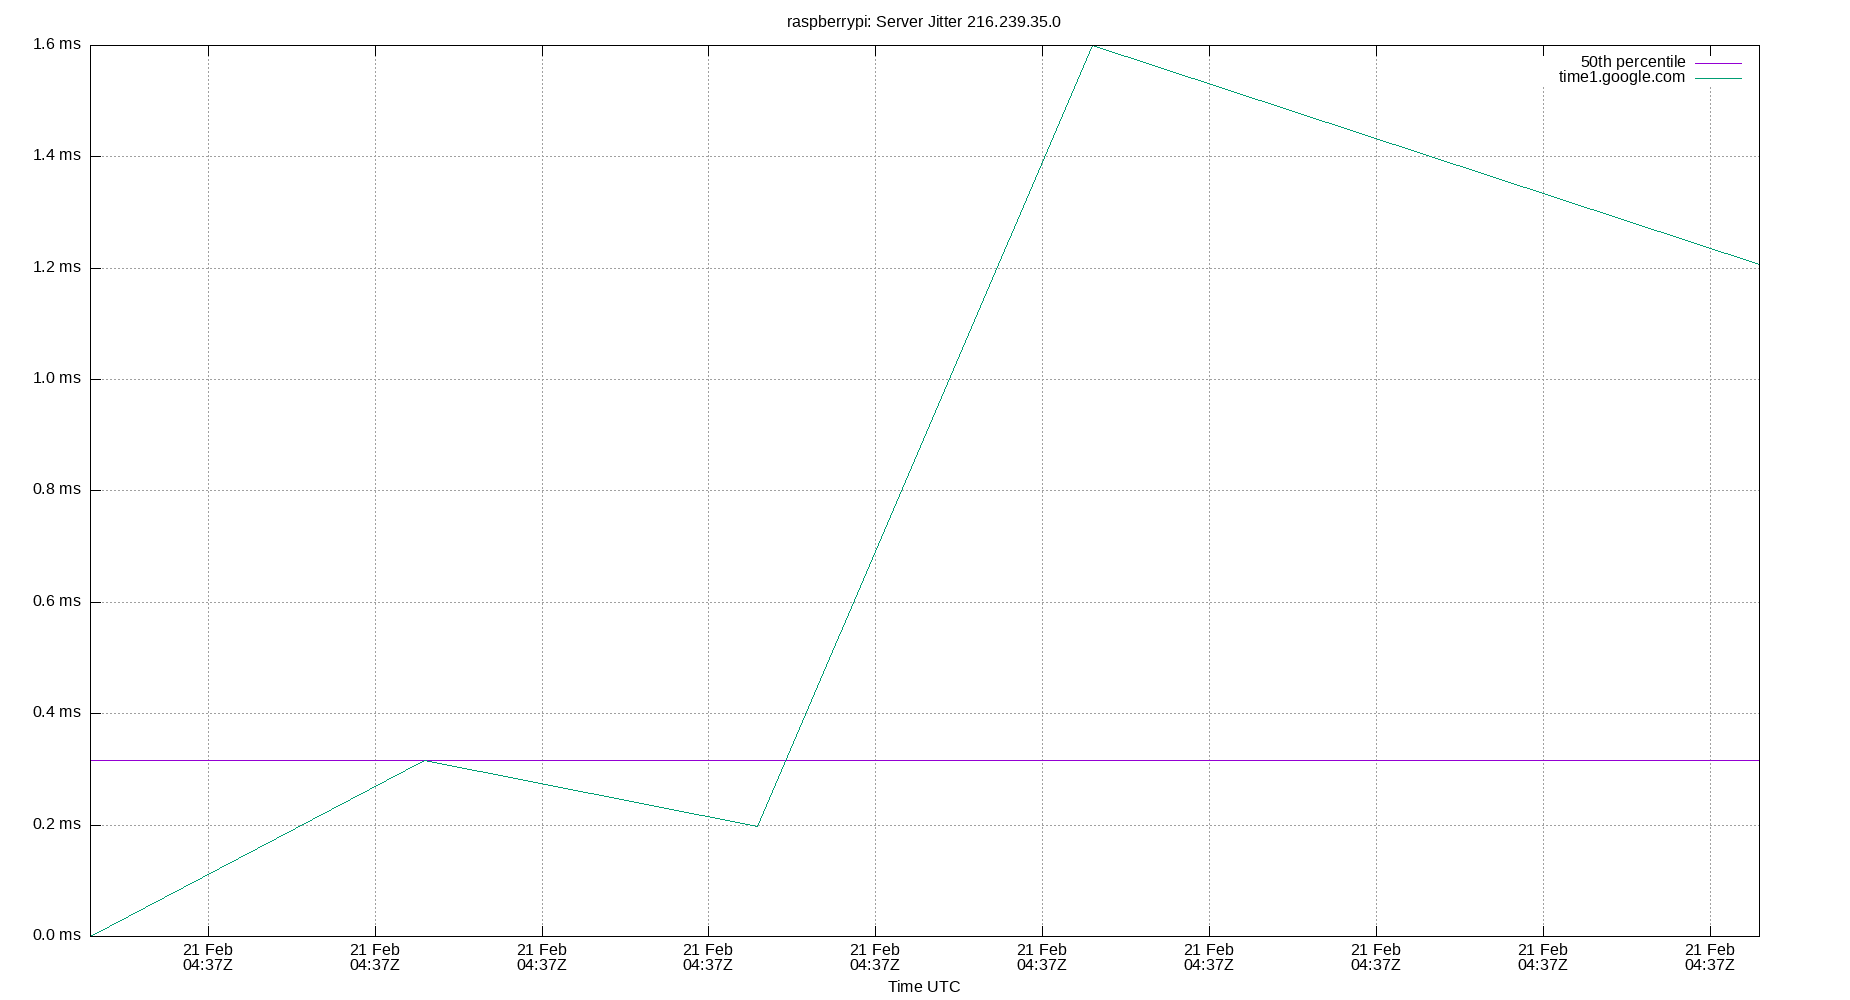 raspberrypi: Server Jitter 216.239.35.0
50th percentile
time1.google.com
1.6 ms
1.4 ms
1.2 ms
1.0 ms
0.8 ms
0.6 ms
0.4 ms
0.2 ms
0.0 ms
21 Feb 21 Feb 21 Feb 21 Feb 21 Feb 21 Feb 21 Feb 21 Feb 21 Feb 21 Feb
04:37Z 04:37Z 04:37Z 04:37Z 04:37Z 04:37Z 04:37Z 04:37Z 04:37Z 04:37Z
Time UTC